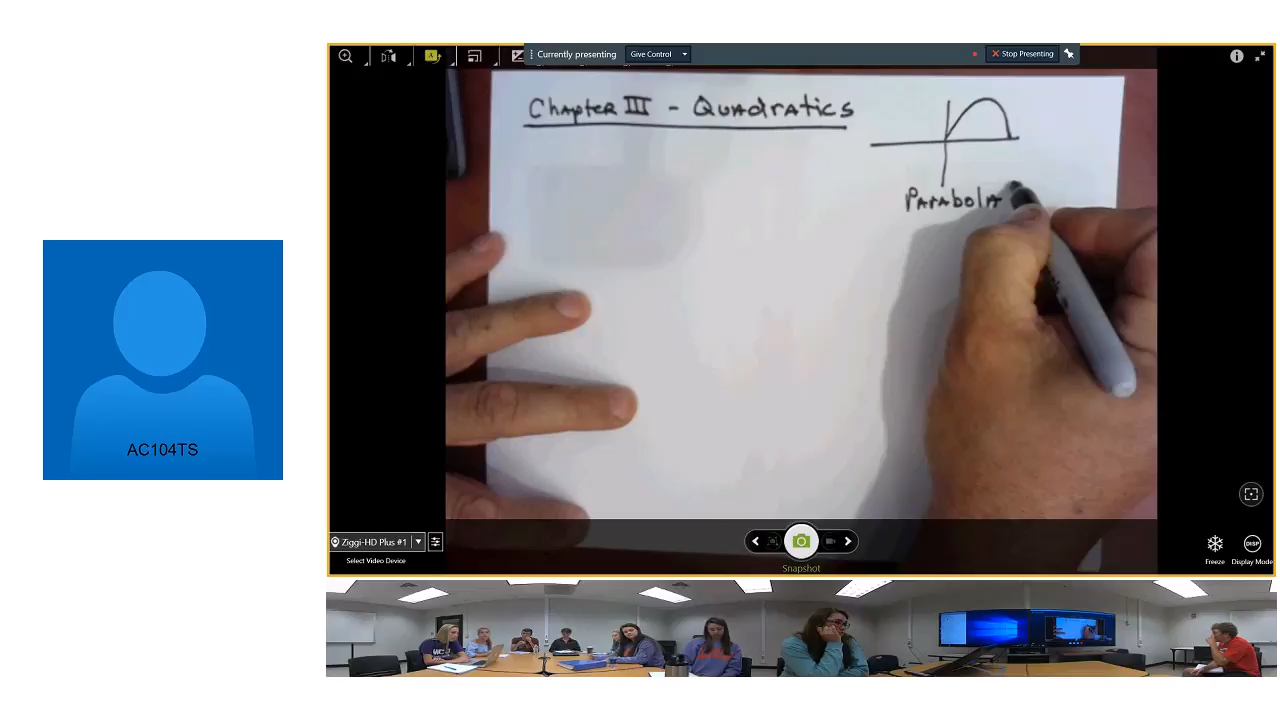 Currently presenting
Give Control
Stop Presenting
Chapter III - Quadratics
Parabola
AC104TS
Ziggi-HD Plus #1
Select Video Device
Snapshot
Freeze
DISP
Display Mode